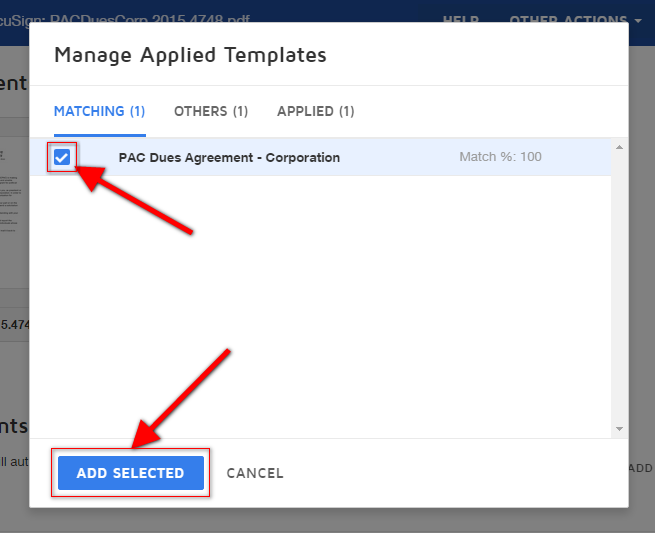 cuSign: PACDuesCorp.2015.4748.pdf
HELP
OTHER ACTIONS
Manage Applied Templates
ent
MATCHING (1)
OTHERS (1)
APPLIED (1)
PAC Dues Agreement - Corporation
Match %: 100
5.474
nts
ll aut
ADD
ADD SELECTED
CANCEL